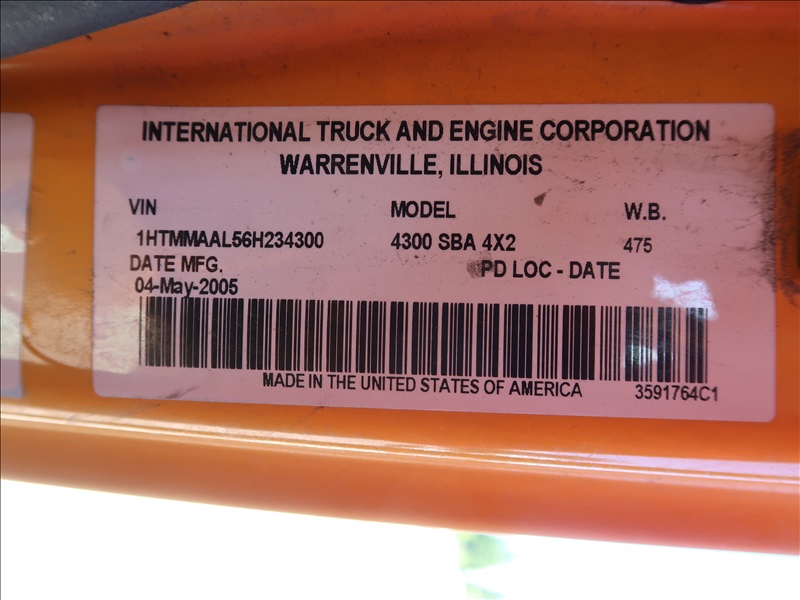 INTERNATIONAL TRUCK AND ENGINE CORPORATION
WARRENVILLE, ILLINOIS
VIN MODEL W.B.
1HTMMAAL56H234300 4300 SBA 4X2 475
DATE MFG. PD LOC - DATE
04-May-2005
MADE IN THE UNITED STATES OF AMERICA 3591764C1